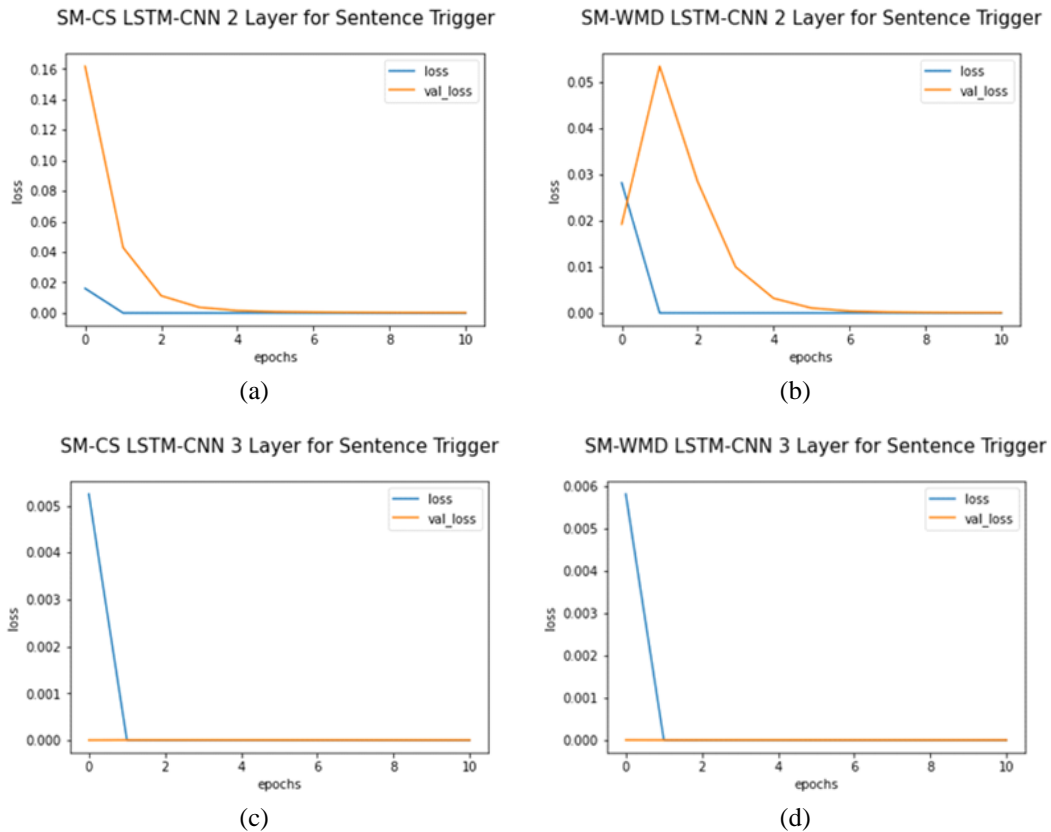 SM-CS LSTM-CNN 2 Layer for Sentence Trigger
0.16
0.14
0.12
0.10
0.08
0.06
0.04
0.02
0.00
loss
loss
val_loss
0 2 4 6 8 10
epochs
(a)
SM-WMD LSTM-CNN 2 Layer for Sentence Trigger
0.05
0.04
0.03
0.02
0.01
0.00
loss
loss
val_loss
0 2 4 6 8 10
epochs
(b)
SM-CS LSTM-CNN 3 Layer for Sentence Trigger
0.005
0.004
0.003
0.002
0.001
0.000
loss
loss
val_loss
0 2 4 6 8 10
epochs
(c)
SM-WMD LSTM-CNN 3 Layer for Sentence Trigger
0.006
0.005
0.004
0.003
0.002
0.001
0.000
loss
loss
val_loss
0 2 4 6 8 10
epochs
(d)